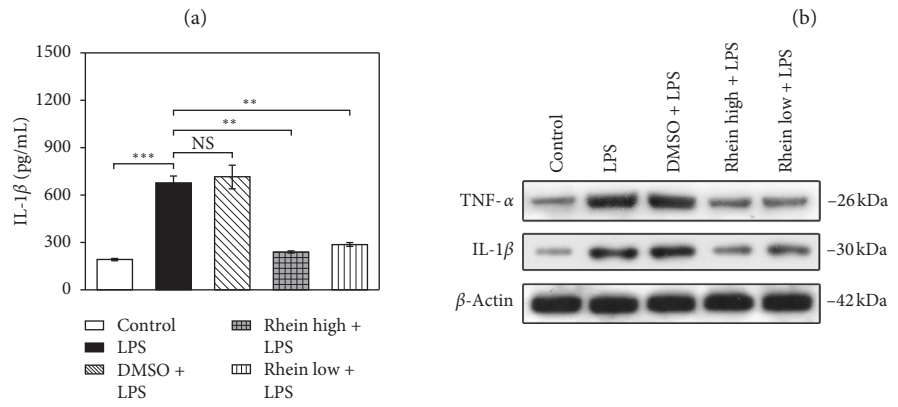 (a)
(b)
1500
1200
900
600
300
0
IL-1β (pg/mL)
***
NS
**
**
Control
LPS
DMSO +
LPS
Rhein high +
LPS
Rhein low +
LPS
Control
LPS
DMSO + LPS
Rhein high + LPS
Rhein low + LPS
TNF-α
–26 kDa
IL-1β
–30 kDa
β-Actin
–42 kDa